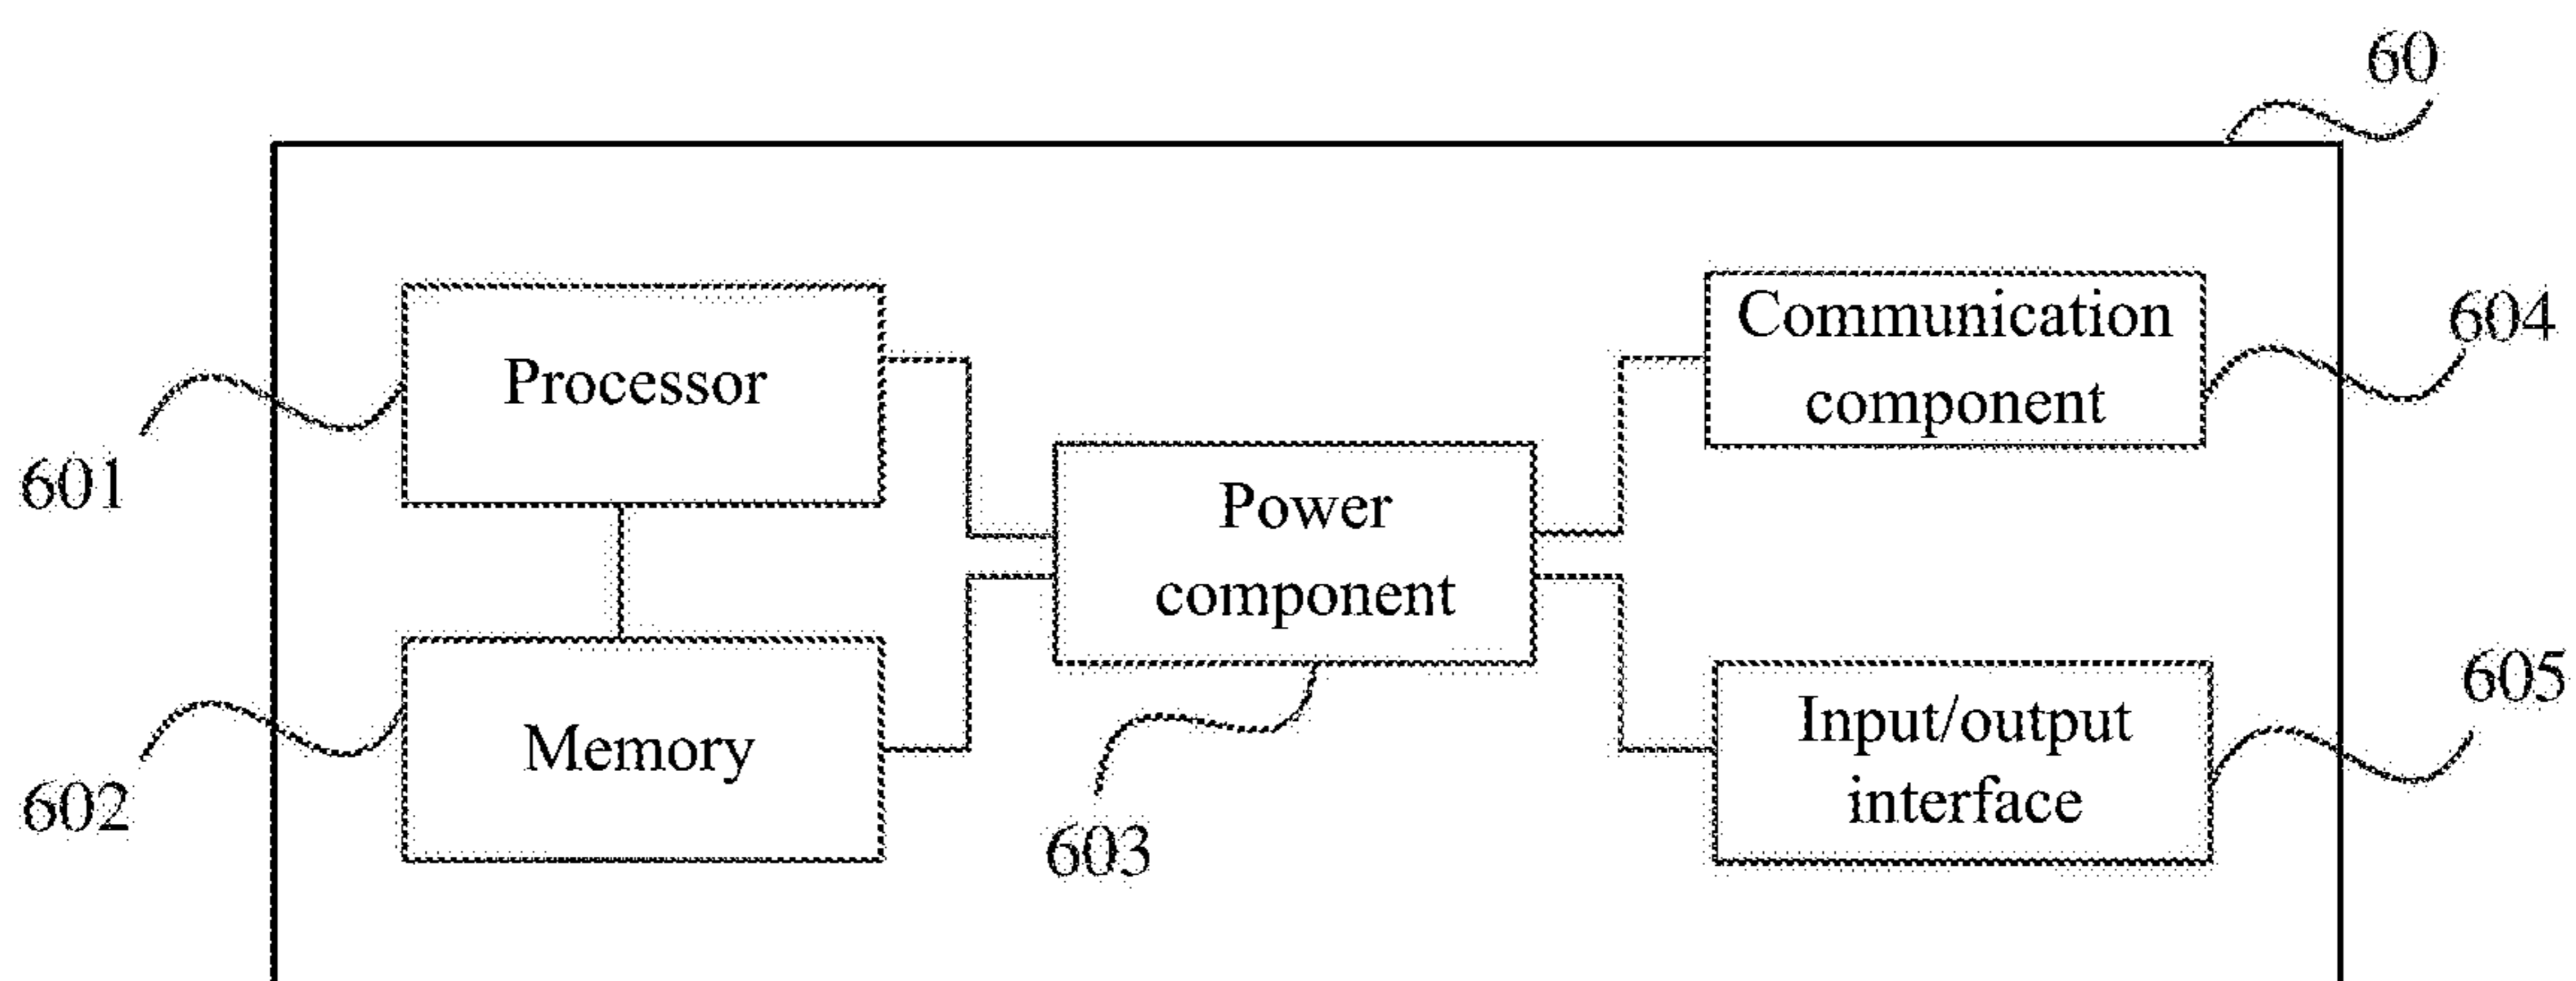 60
Processor
Communication
component
604
601
Power
component
Memory
Input/output
interface
605
602
603